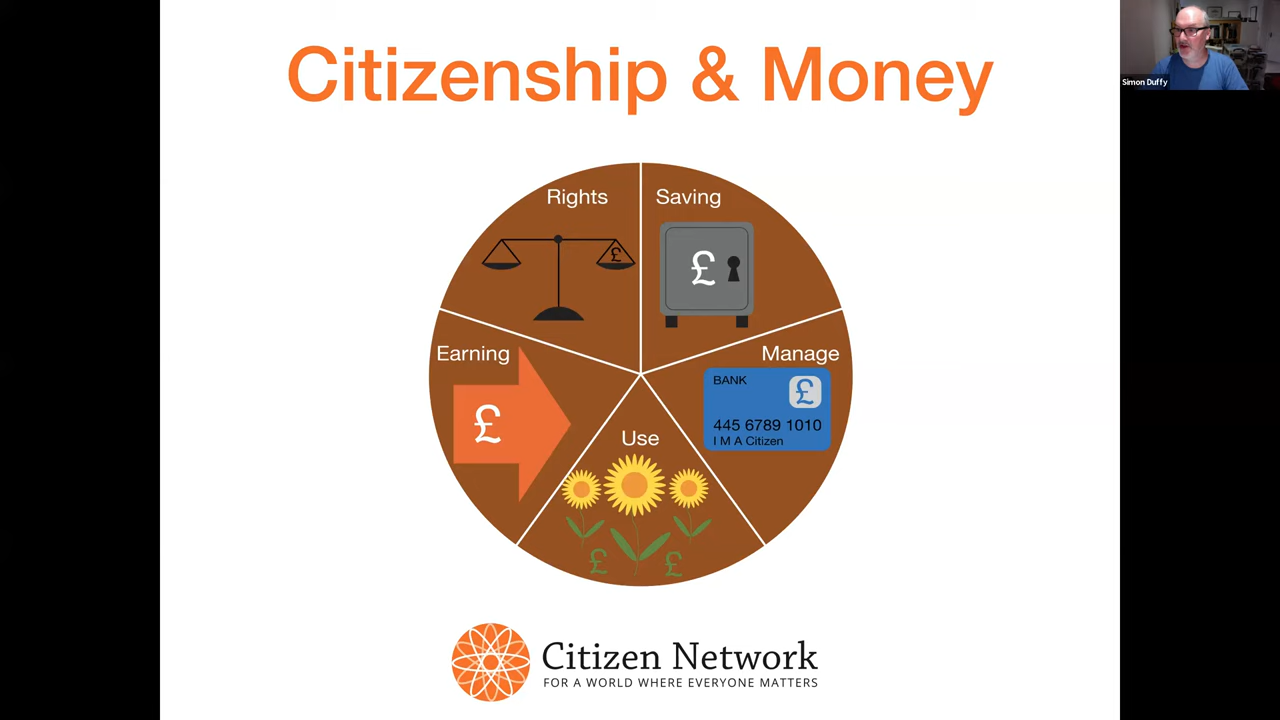 Citizenship & Money
Simon Duffy
Rights
Saving
£
£
Earning
Manage
£
BANK
£
445 6789 1010
I M A Citizen
Use
£
£
Citizen Network
FOR A WORLD WHERE EVERYONE MATTERS